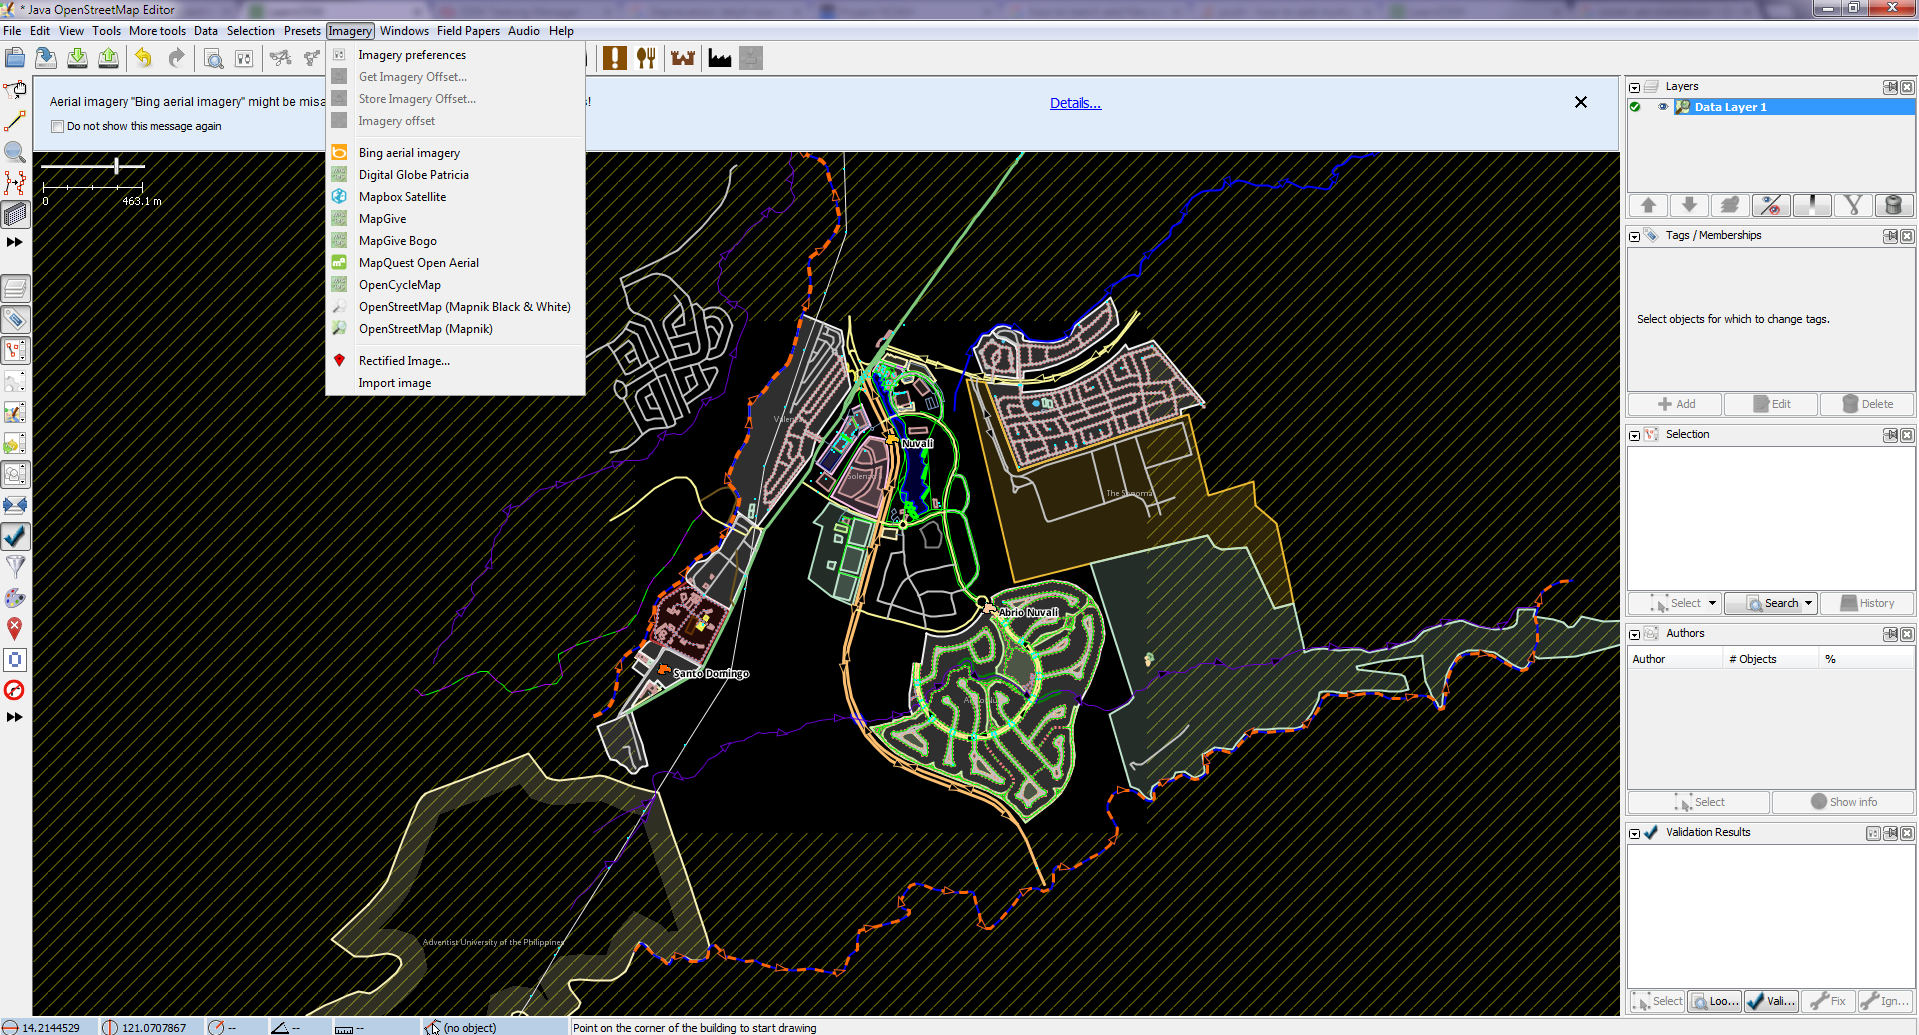 * Java OpenStreetMap Editor
File Edit View Tools More tools Data Selection Presets Imagery Windows Field Papers Audio Help
Imagery preferences
Get Imagery Offset...
Store Imagery Offset...
Imagery offset
Bing aerial imagery
Digital Globe Patricia
Mapbox Satellite
MapGive
MapGive Bogo
MapQuest Open Aerial
OpenCycleMap
OpenStreetMap (Mapnik Black & White)
OpenStreetMap (Mapnik)
Rectified Image...
Import image
Aerial imagery "Bing aerial imagery" might be misa
s!
Details...
Do not show this message again
0 463.1 m
Nuvali
The Sonoma
Abrio Nuvali
Santo Domingo
Adventist University of the Philippines
Layers
Data Layer 1
Tags / Memberships
Select objects for which to change tags.
Add Edit Delete
Selection
Select Search History
Authors
Author # Objects %
Select Show info
Validation Results
Select Loo... Vali... Fix Ign...
14.2144529 121.0707867 -- -- -- (no object) Point on the corner of the building to start drawing